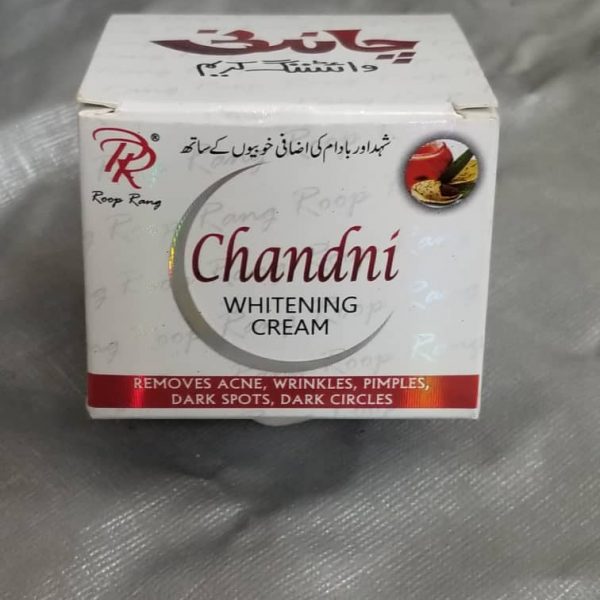 چاندنی
وائٹننگ کریم
شہد اور بادام کی اضافی خوبیوں کے ساتھ
RR®
Roop Rang
Chandni
WHITENING
CREAM
REMOVES ACNE, WRINKLES, PIMPLES,
DARK SPOTS, DARK CIRCLES